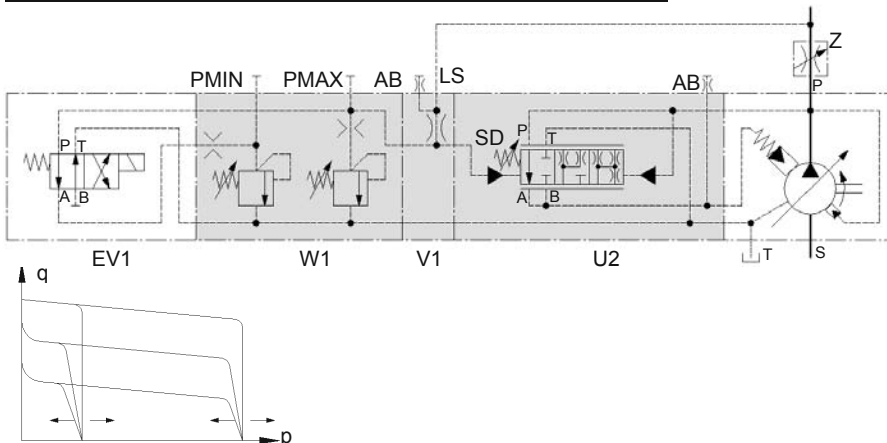 Z
PMIN PMAX AB LS AB P
P T SD P T
A B A B
T S
EV1 W1 V1 U2
q
p